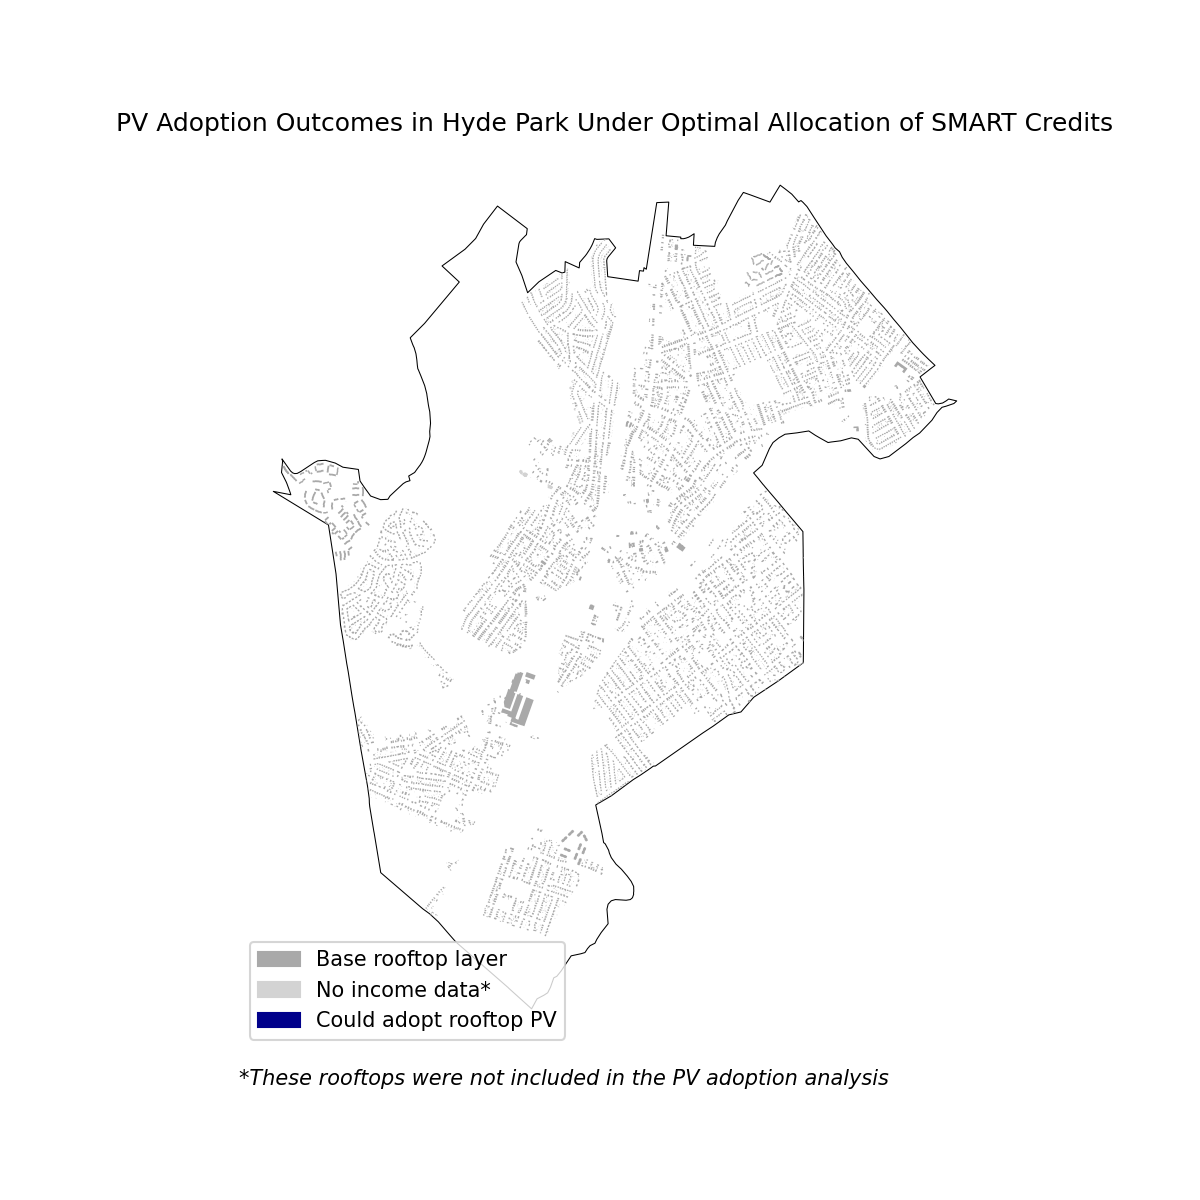 PV Adoption Outcomes in Hyde Park Under Optimal Allocation of SMART Credits
Base rooftop layer
No income data*
Could adopt rooftop PV
*These rooftops were not included in the PV adoption analysis